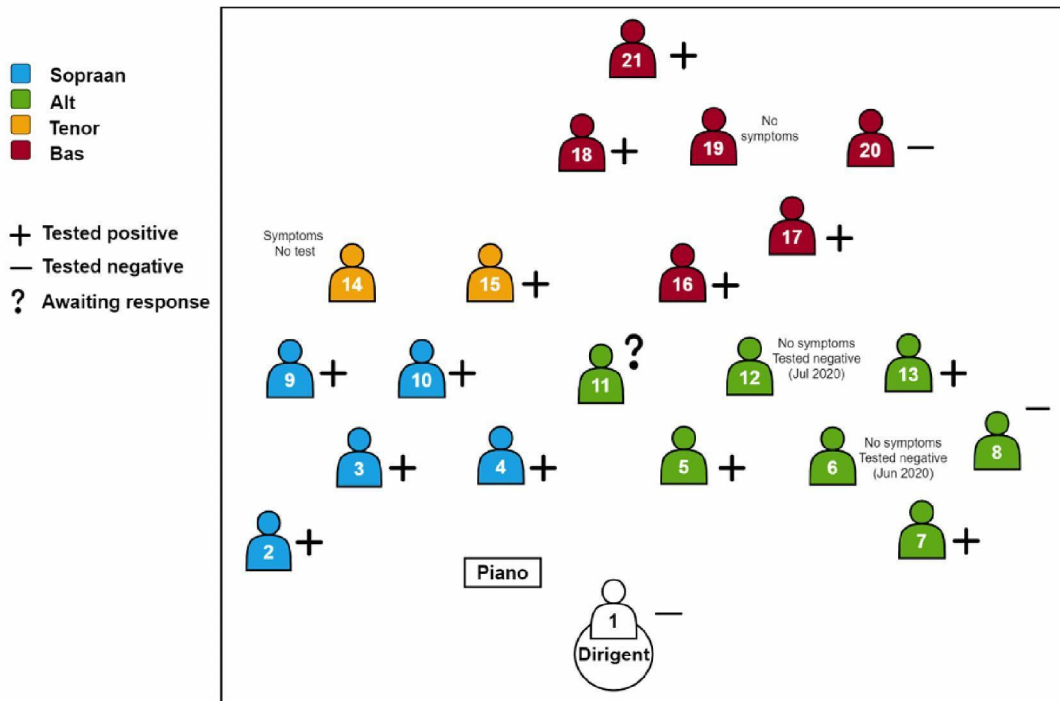 Sopraan
Alt
Tenor
Bas
+ Tested positive
– Tested negative
? Awaiting response
21 +
18 +
19
No
symptoms
20 –
17 +
Symptoms
No test
14
15 +
16 +
9 +
10 +
11 ?
12
No symptoms
Tested negative
(Jul 2020)
13 +
3 +
4 +
5 +
6
No symptoms
Tested negative
(Jun 2020)
8 –
2 +
7 +
Piano
1 –
Dirigent